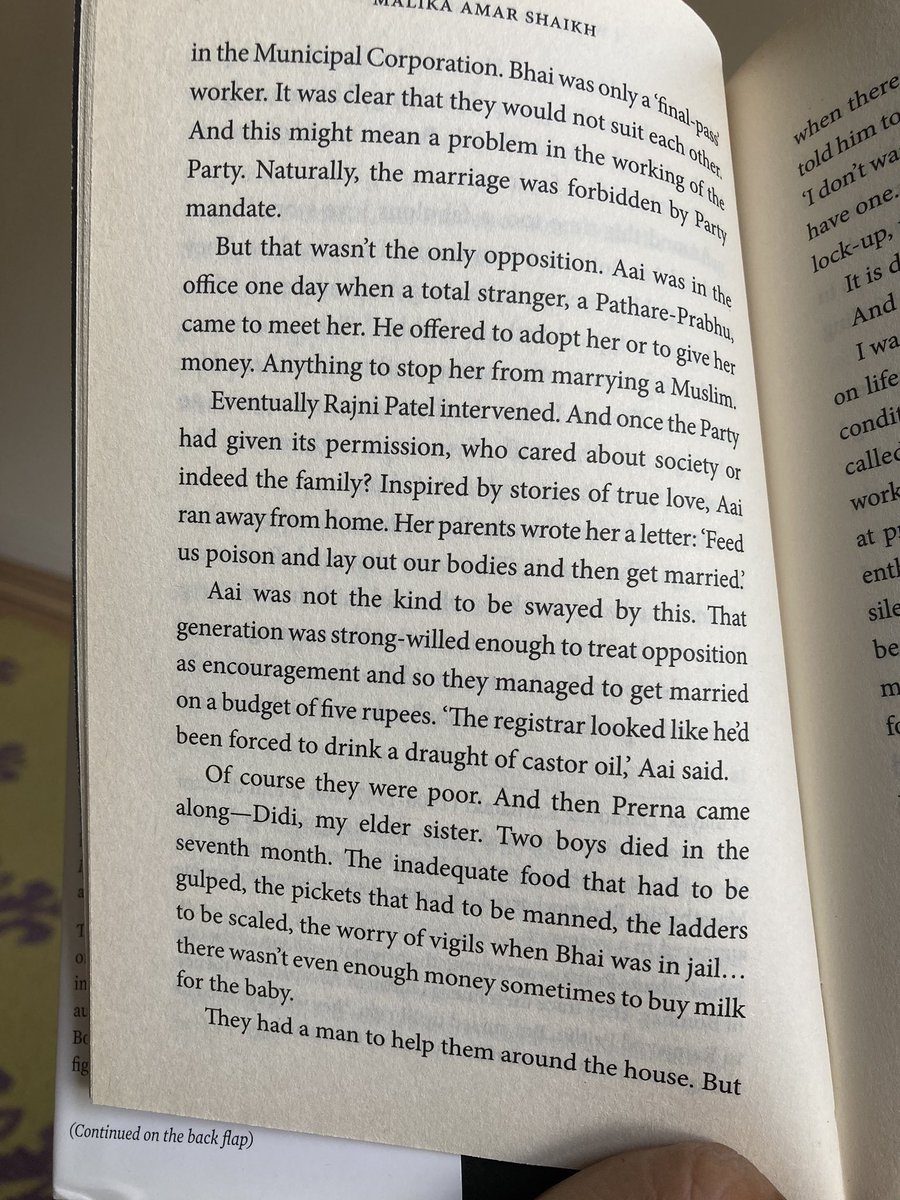 MALIKA AMAR SHAIKH
in the Municipal Corporation. Bhai was only a ‘final-pass’
worker. It was clear that they would not suit each other.
And this might mean a problem in the working of the
Party. Naturally, the marriage was forbidden by Party
mandate.
But that wasn’t the only opposition. Aai was in the
office one day when a total stranger, a Pathare-Prabhu,
came to meet her. He offered to adopt her or to give her
money. Anything to stop her from marrying a Muslim.
Eventually Rajni Patel intervened. And once the Party
had given its permission, who cared about society or
indeed the family? Inspired by stories of true love, Aai
ran away from home. Her parents wrote her a letter: ‘Feed
us poison and lay out our bodies and then get married.’
Aai was not the kind to be swayed by this. That
generation was strong-willed enough to treat opposition
as encouragement and so they managed to get married
on a budget of five rupees. ‘The registrar looked like he’d
been forced to drink a draught of castor oil,’ Aai said.
Of course they were poor. And then Prerna came
along—Didi, my elder sister. Two boys died in the
seventh month. The inadequate food that had to be
gulped, the pickets that had to be manned, the ladders
to be scaled, the worry of vigils when Bhai was in jail…
there wasn’t even enough money sometimes to buy milk
for the baby.
They had a man to help them around the house. But
(Continued on the back flap)
when there
told him to
‘I don’t
have one.
lock-up,
It is
And
I
on life
called
work
at